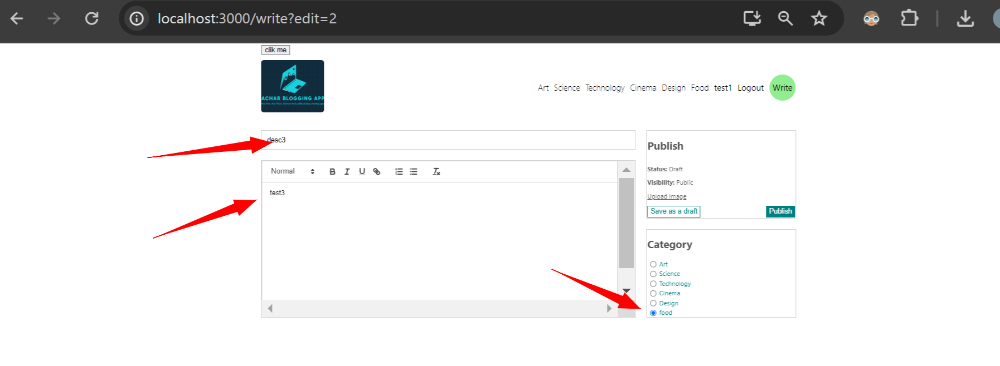 localhost:3000/write?edit=2
clik me
ACHAR BLOGGING APP
Art Science Technology Cinema Design Food test1 Logout Write
desc3
Normal B I U
test3
Publish
Status: Draft
Visibility: Public
Upload Image
Save as a draft Publish
Category
Art
Science
Technology
Cinema
Design
food